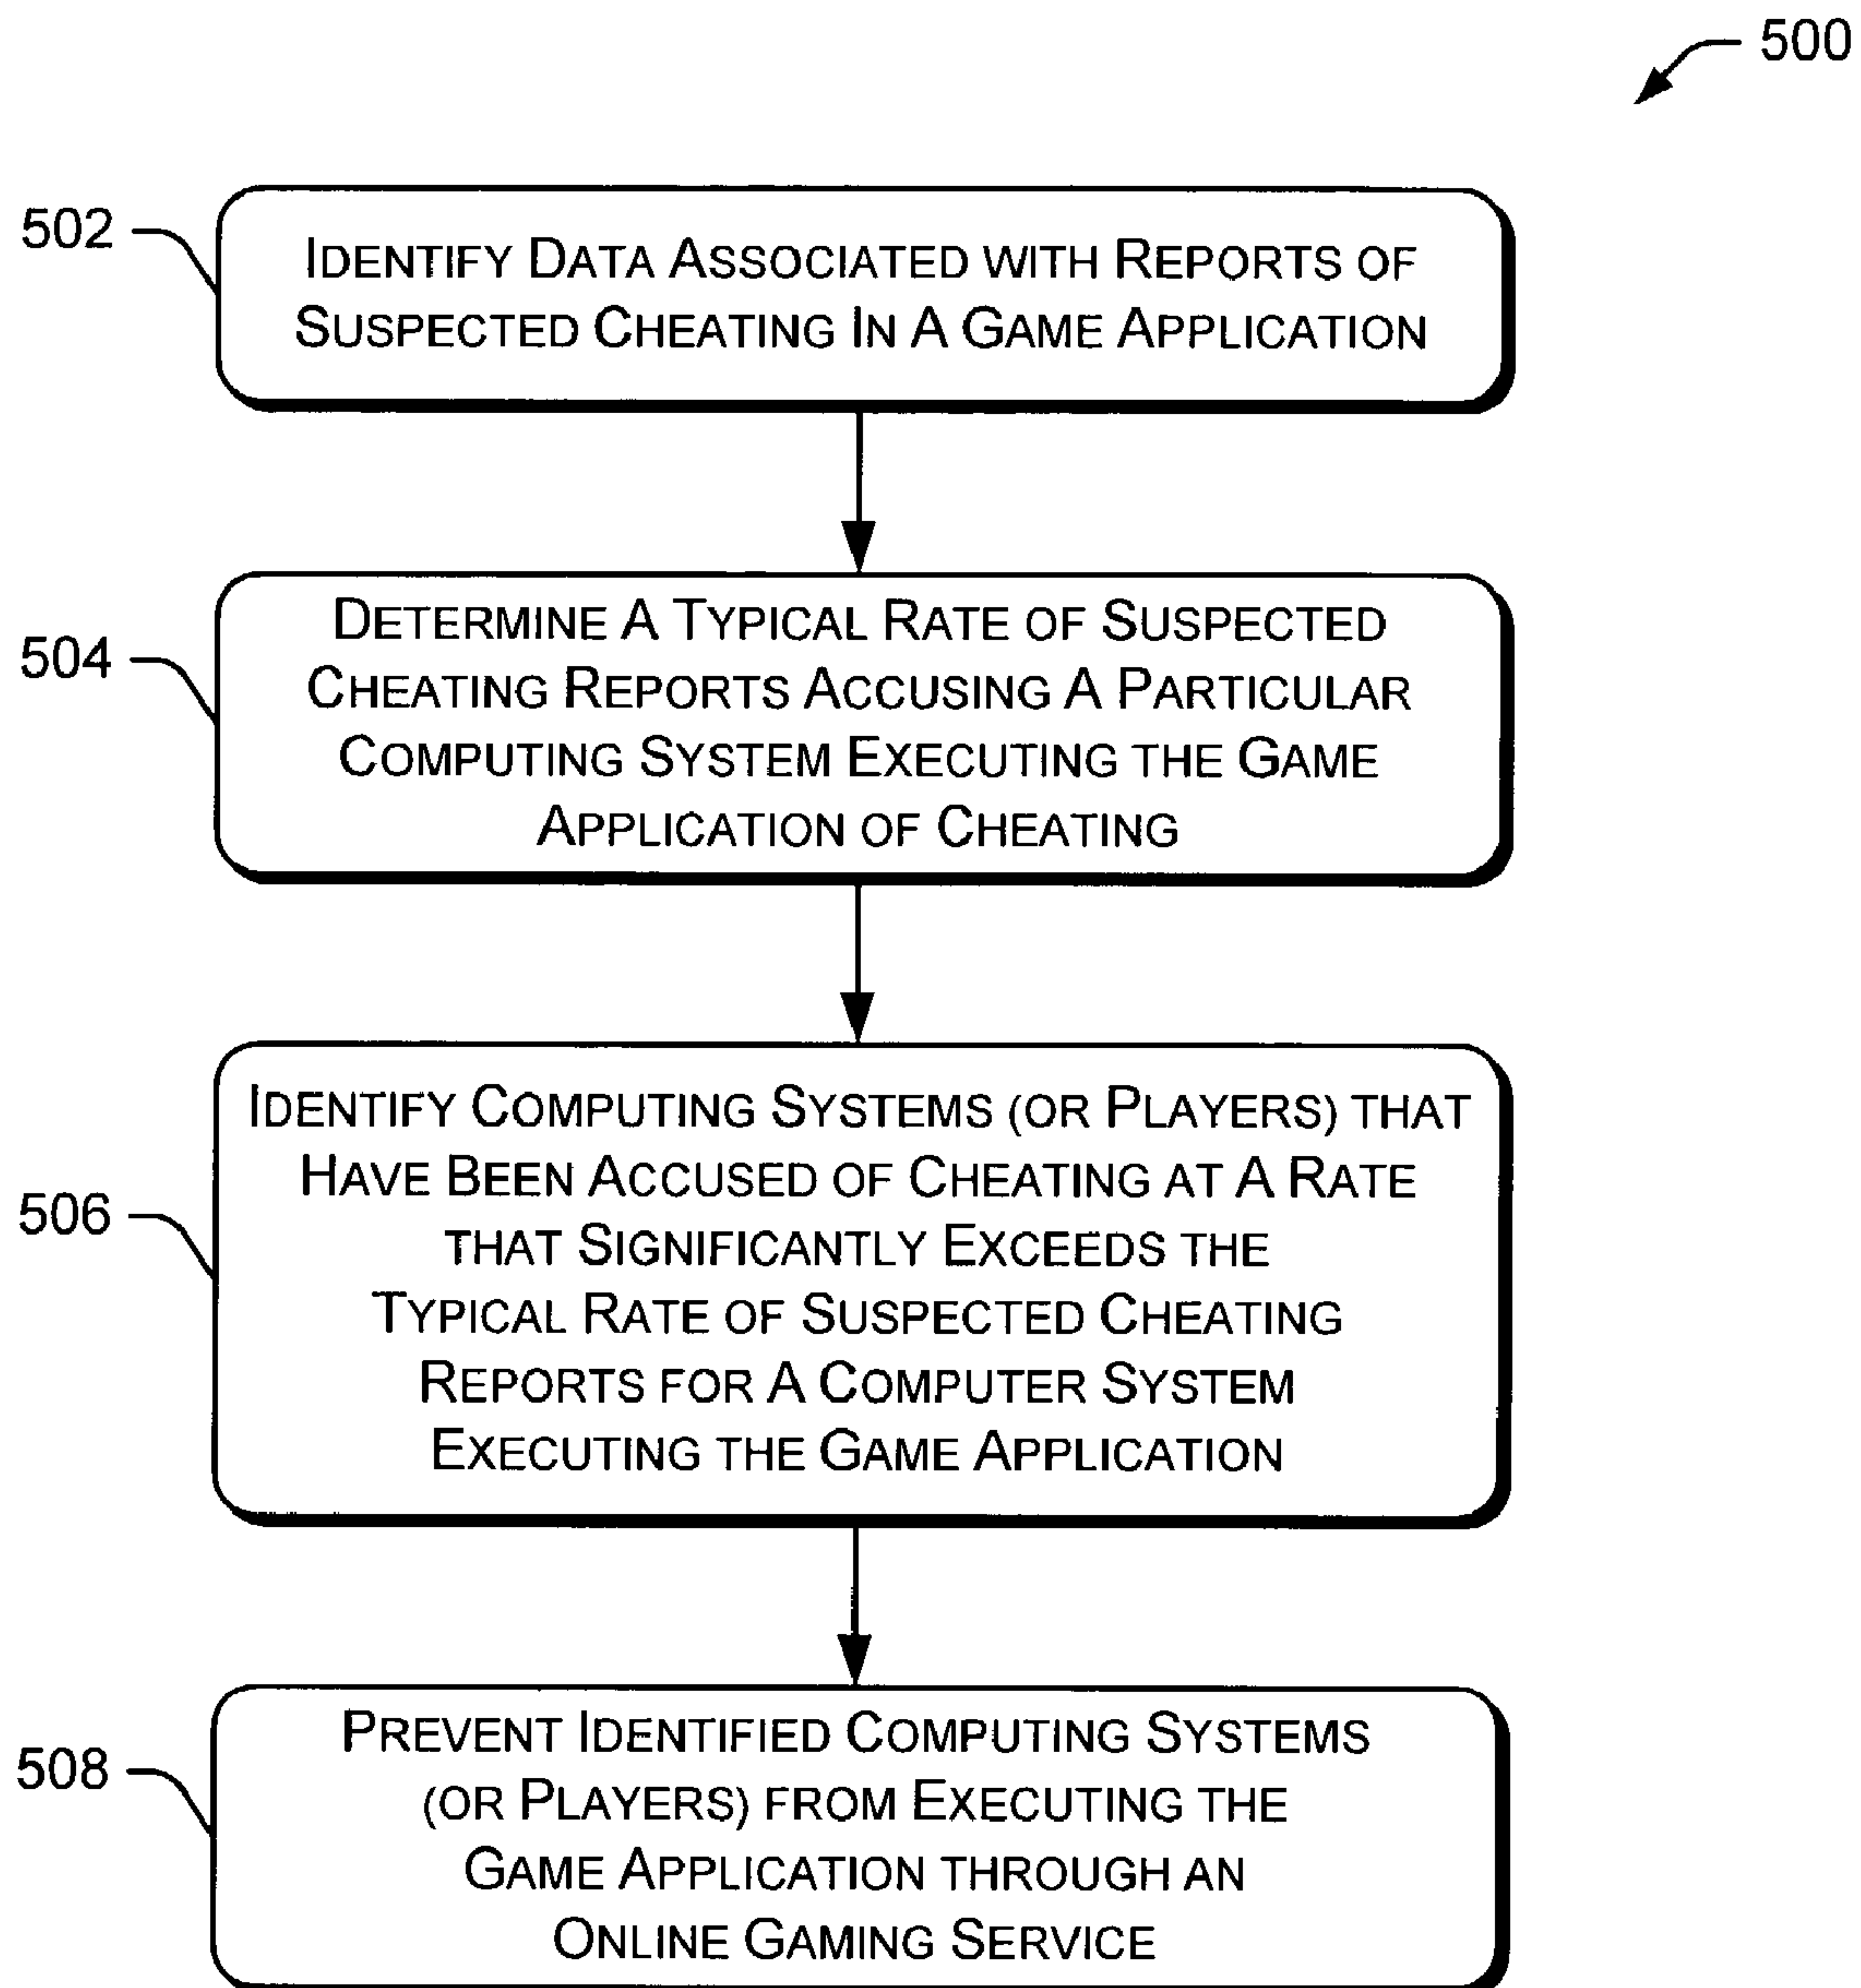 500
502
IDENTIFY DATA ASSOCIATED WITH REPORTS OF
SUSPECTED CHEATING IN A GAME APPLICATION
504
DETERMINE A TYPICAL RATE OF SUSPECTED
CHEATING REPORTS ACCUSING A PARTICULAR
COMPUTING SYSTEM EXECUTING THE GAME
APPLICATION OF CHEATING
506
IDENTIFY COMPUTING SYSTEMS (OR PLAYERS) THAT
HAVE BEEN ACCUSED OF CHEATING AT A RATE
THAT SIGNIFICANTLY EXCEEDS THE
TYPICAL RATE OF SUSPECTED CHEATING
REPORTS FOR A COMPUTER SYSTEM
EXECUTING THE GAME APPLICATION
508
PREVENT IDENTIFIED COMPUTING SYSTEMS
(OR PLAYERS) FROM EXECUTING THE
GAME APPLICATION THROUGH AN
ONLINE GAMING SERVICE